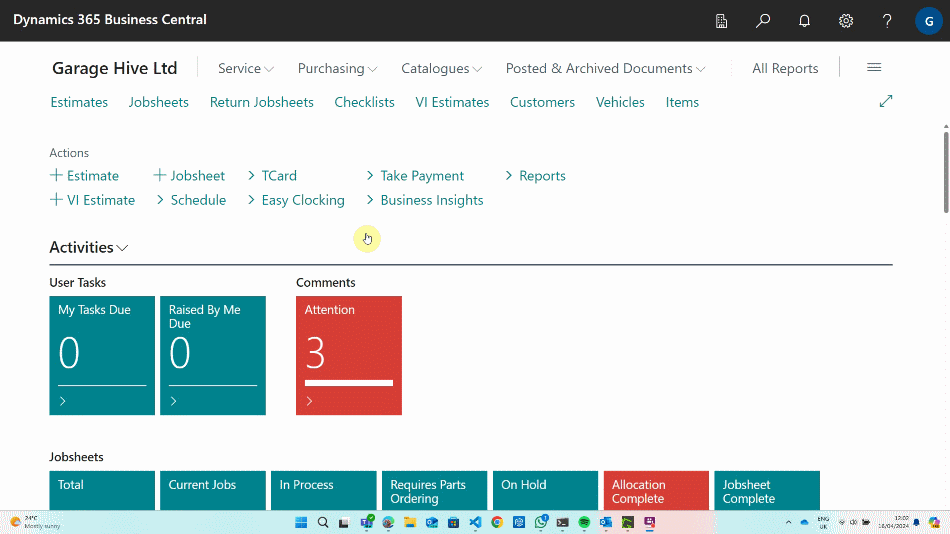 Dynamics 365 Business Central
G
Garage Hive Ltd
Service
Purchasing
Catalogues
Posted & Archived Documents
All Reports
Estimates
Jobsheets
Return Jobsheets
Checklists
VI Estimates
Customers
Vehicles
Items
Actions
Estimate
Jobsheet
TCard
Take Payment
Reports
VI Estimate
Schedule
Easy Clocking
Business Insights
Activities
User Tasks
Comments
My Tasks Due
0
Raised By Me
Due
0
Attention
3
Jobsheets
Total
Current Jobs
In Process
Requires Parts
Ordering
On Hold
Allocation
Complete
Jobsheet
Complete
24°C
Mostly sunny
ENG
UK
12:02
16/04/2024